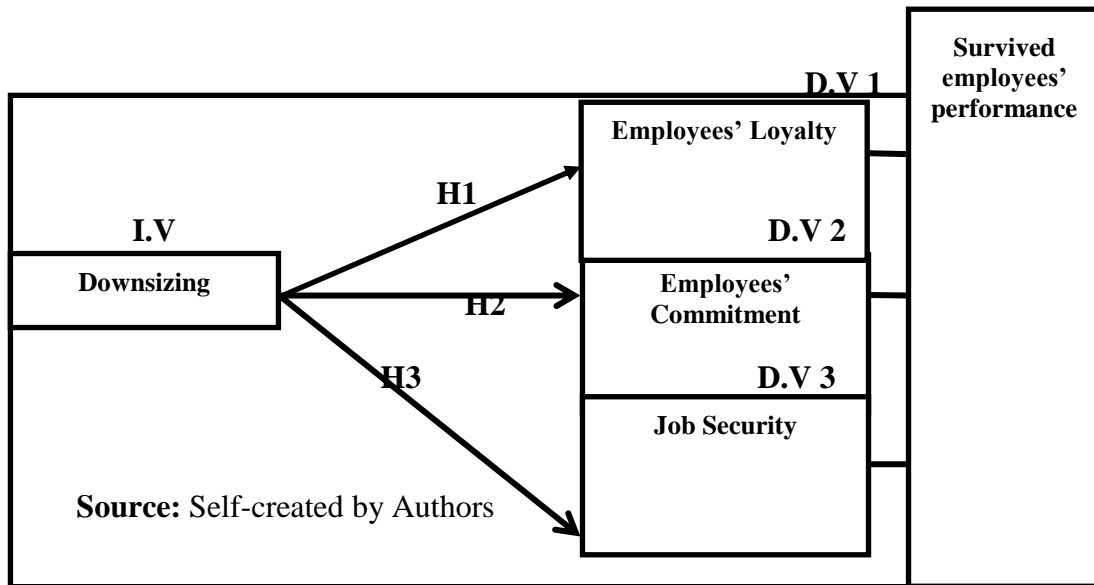 Survived
employees’
performance
D.V 1
Employees’ Loyalty
H1
I.V
D.V 2
Downsizing
Employees’
Commitment
H2
H3
D.V 3
Job Security
Source: Self-created by Authors